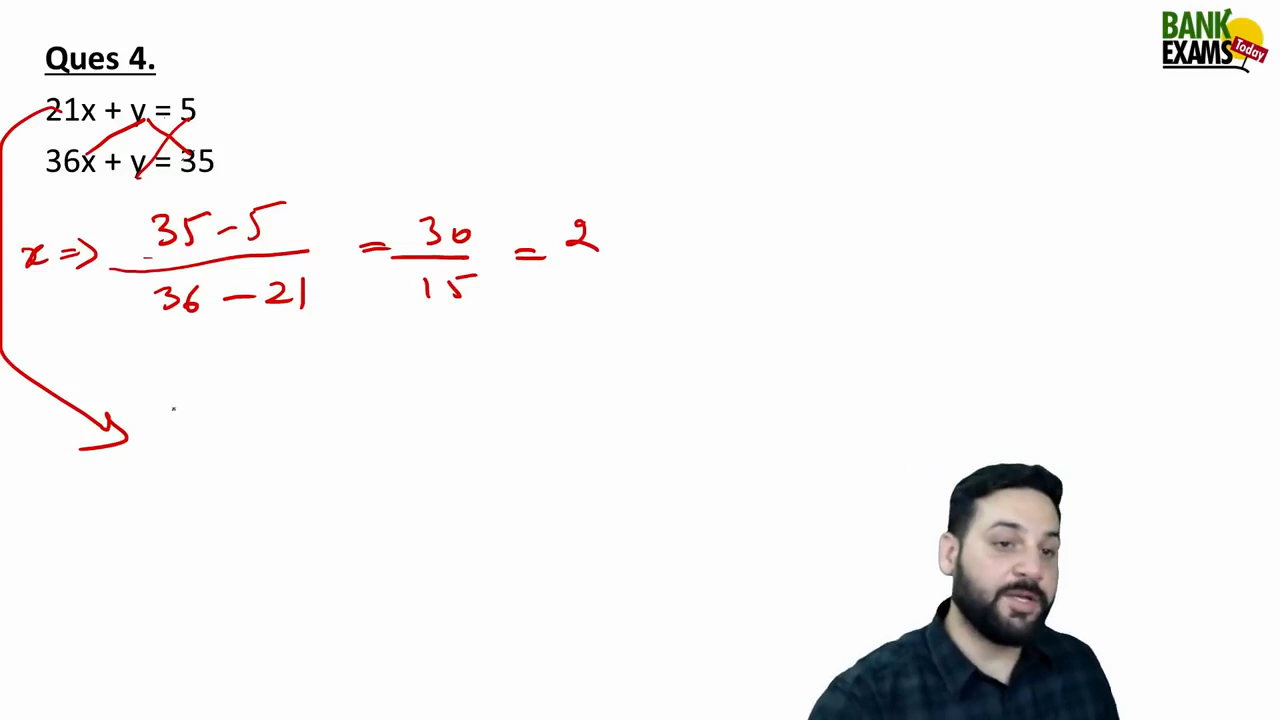 BANK
EXAMS Today
Ques 4.
21x + y = 5
36x + y = 35
x => 35 - 5 / 36 - 21 = 30 / 15 = 2